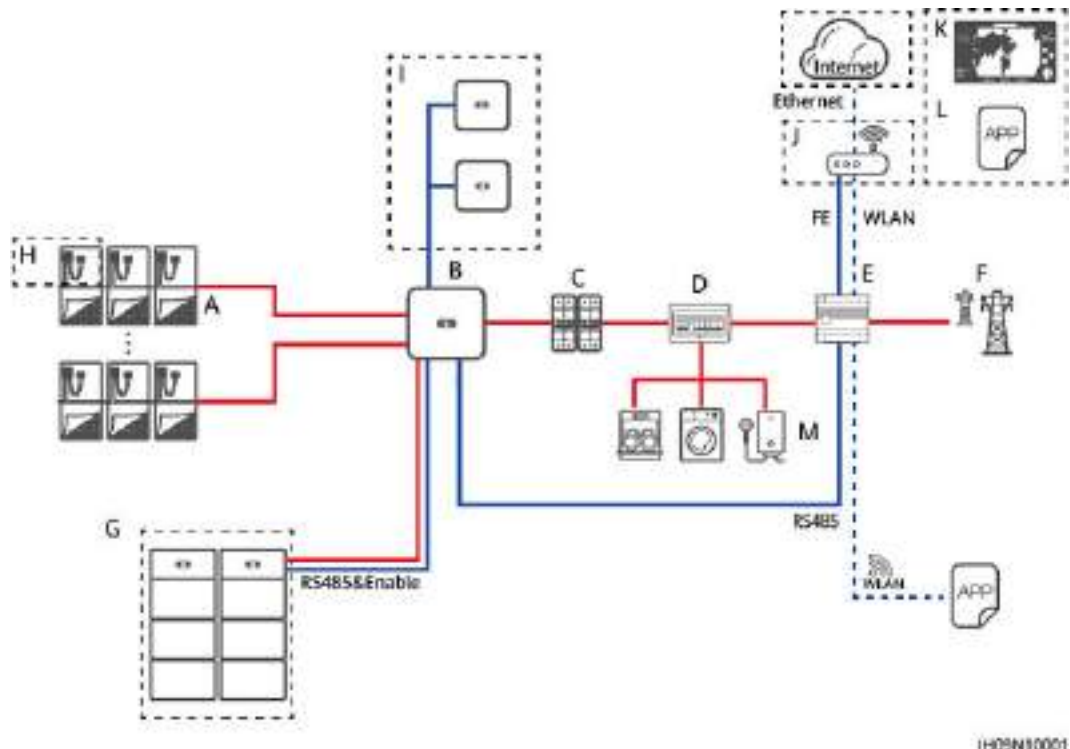 I
K
Internet
Ethernet
L
APP
J
FE
WLAN
H
A
B
C
D
E
F
M
RS485
G
RS485&Enable
WLAN
APP
IH09N10001